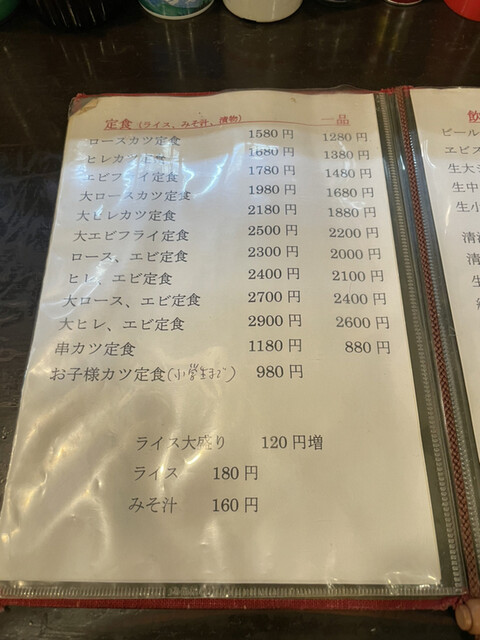 定食(ライス、みそ汁、漬物) 一品
ロースカツ定食 1580円 1280円
ヒレカツ定食 1680円 1380円
エビフライ定食 1780円 1480円
大ロースカツ定食 1980円 1680円
大ヒレカツ定食 2180円 1880円
大エビフライ定食 2500円 2200円
ロース、エビ定食 2300円 2000円
ヒレ、エビ定食 2400円 2100円
大ロース、エビ定食 2700円 2400円
大ヒレ、エビ定食 2900円 2600円
串カツ定食 1180円 880円
お子様カツ定食(小学生まで) 980円
ライス大盛り 120円増
ライス 180円
みそ汁 160円
飲
ビール
ヱビス
生大
生中
生小
清
清
生